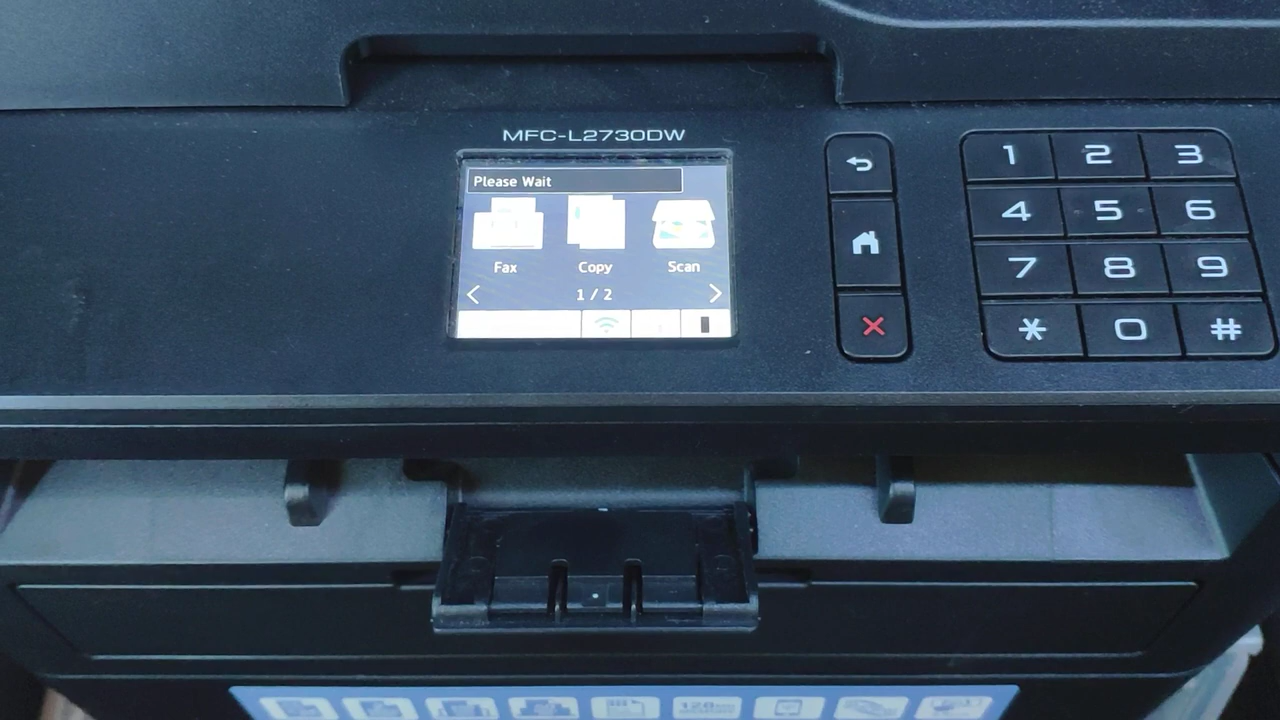 MFC-L2730DW
Please Wait
Fax Copy Scan
1 / 2
1 2 3
4 5 6
7 8 9
* 0 #
128